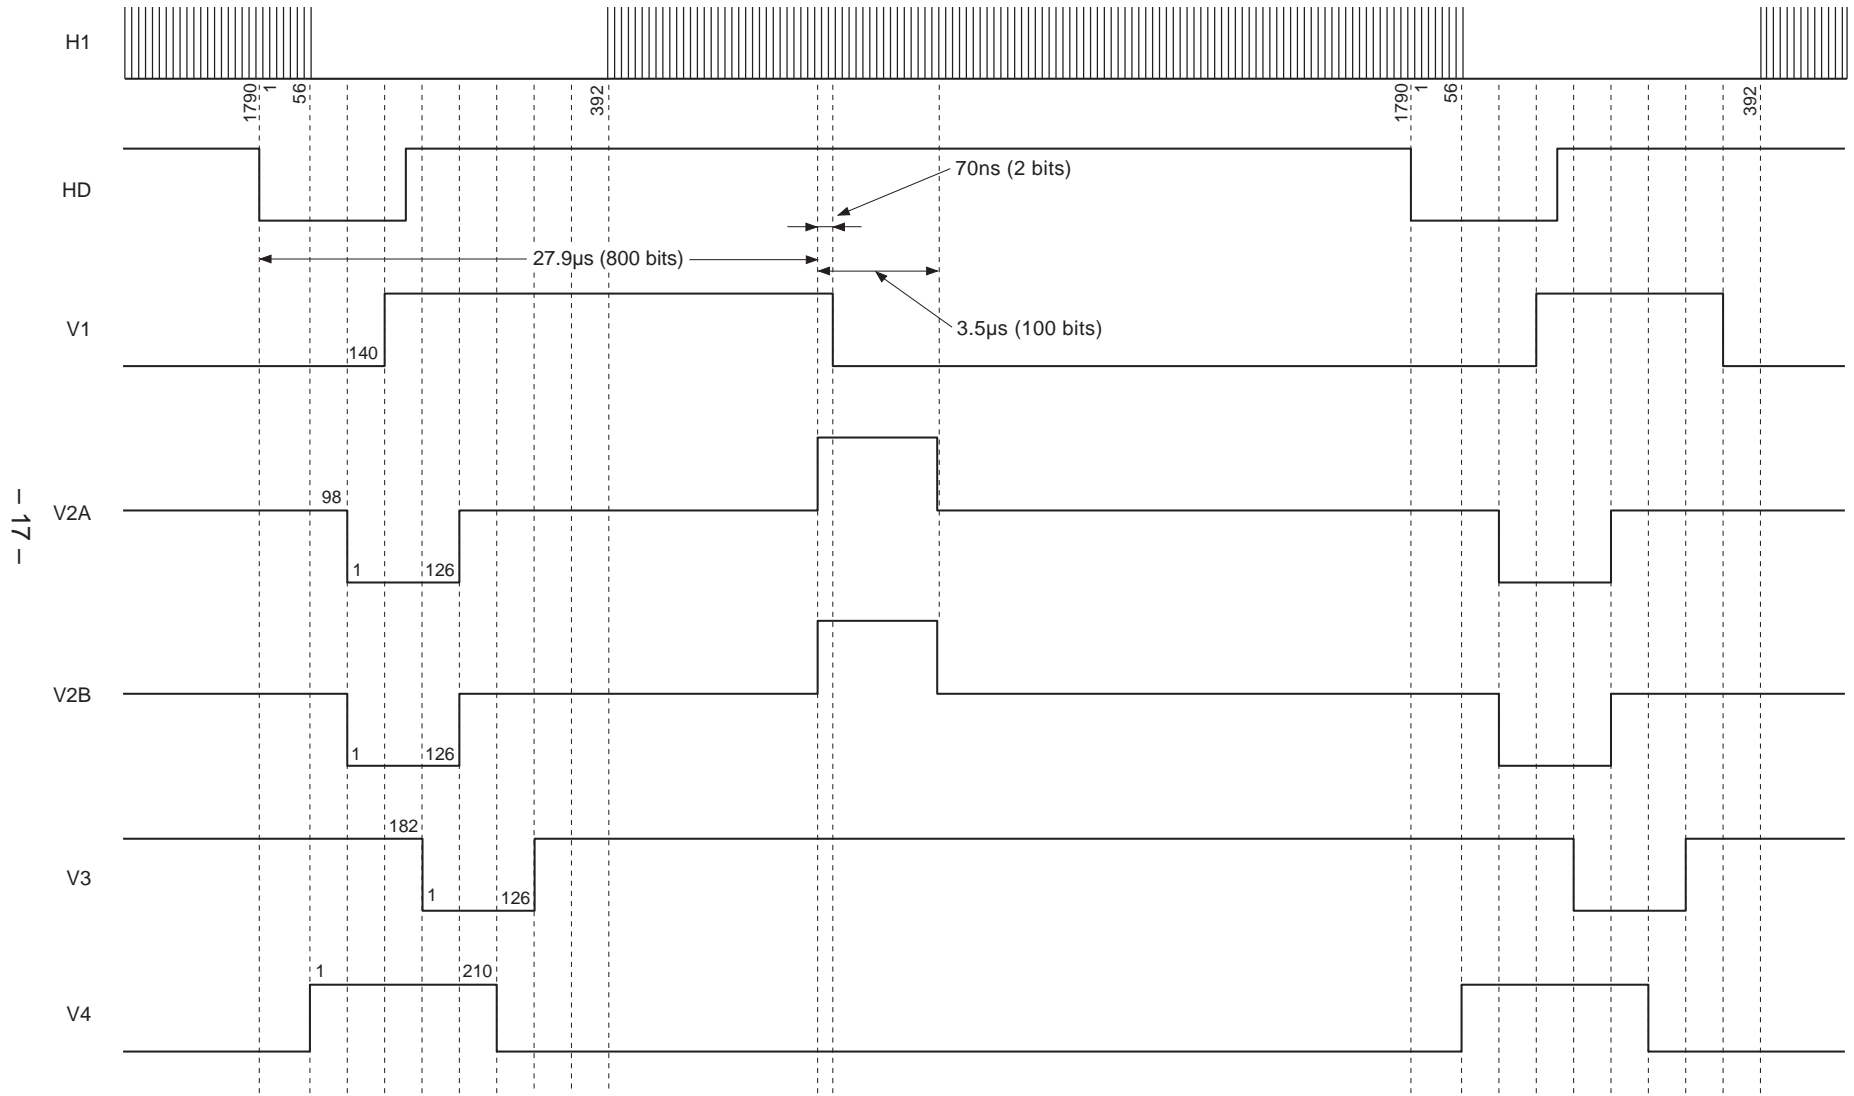 H1
1790
1
56
392
1790
1
56
392
HD
70ns (2 bits)
27.9µs (800 bits)
V1
140
3.5µs (100 bits)
– 17 –
98
V2A
1
126
V2B
1
126
182
V3
1
126
1
210
V4